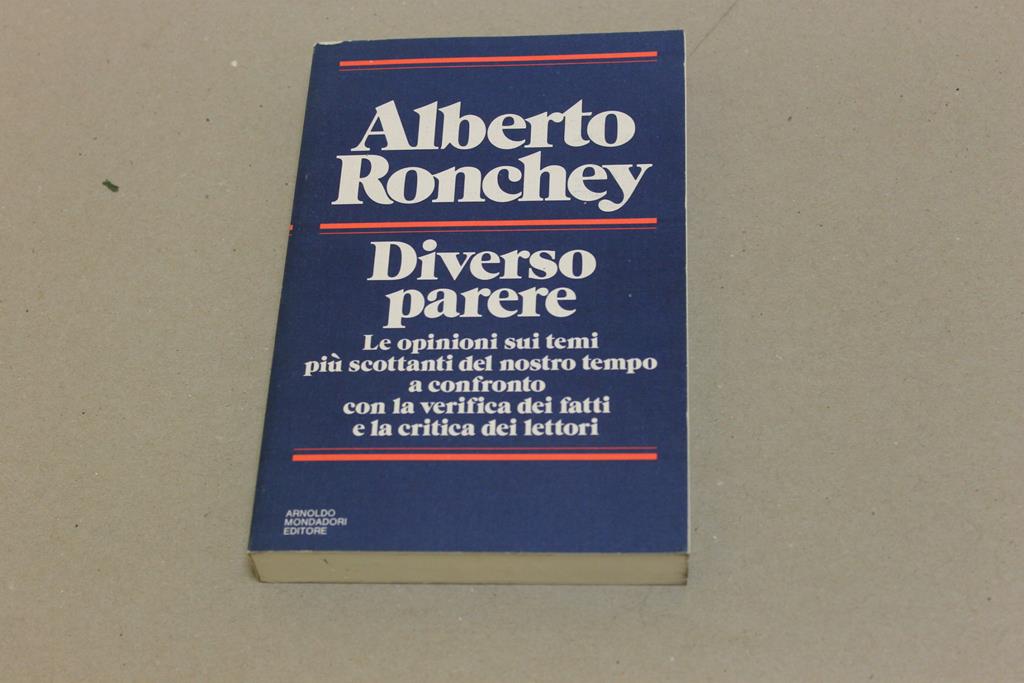 Alberto
Ronchey
Diverso
parere
Le opinioni sui temi
più scottanti del nostro tempo
a confronto
con la verifica dei fatti
e la critica dei lettori
ARNOLDO
MONDADORI
EDITORE